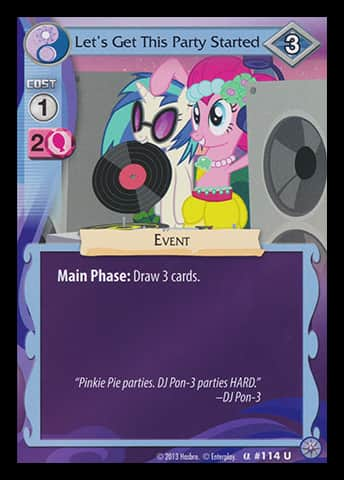 Let's Get This Party Started
3
COST
1
2
EVENT
Main Phase: Draw 3 cards.
"Pinkie Pie parties. DJ Pon-3 parties HARD."
–DJ Pon-3
© 2013 Hasbro. © Enterplay. α #114 U